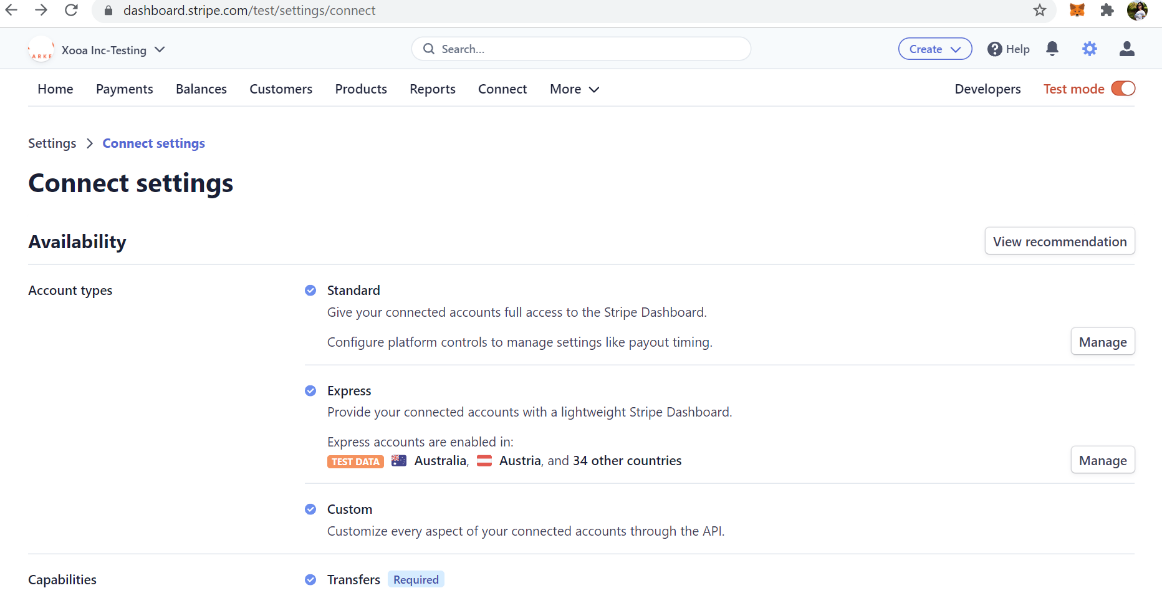 dashboard.stripe.com/test/settings/connect
Xooa Inc-Testing
Search...
Create
Help
Home Payments Balances Customers Products Reports Connect More
Developers Test mode
Settings > Connect settings
Connect settings
Availability
View recommendation
Account types
Standard
Give your connected accounts full access to the Stripe Dashboard.
Configure platform controls to manage settings like payout timing.
Manage
Express
Provide your connected accounts with a lightweight Stripe Dashboard.
Express accounts are enabled in:
TEST DATA Australia, Austria, and 34 other countries
Manage
Custom
Customize every aspect of your connected accounts through the API.
Capabilities
Transfers Required